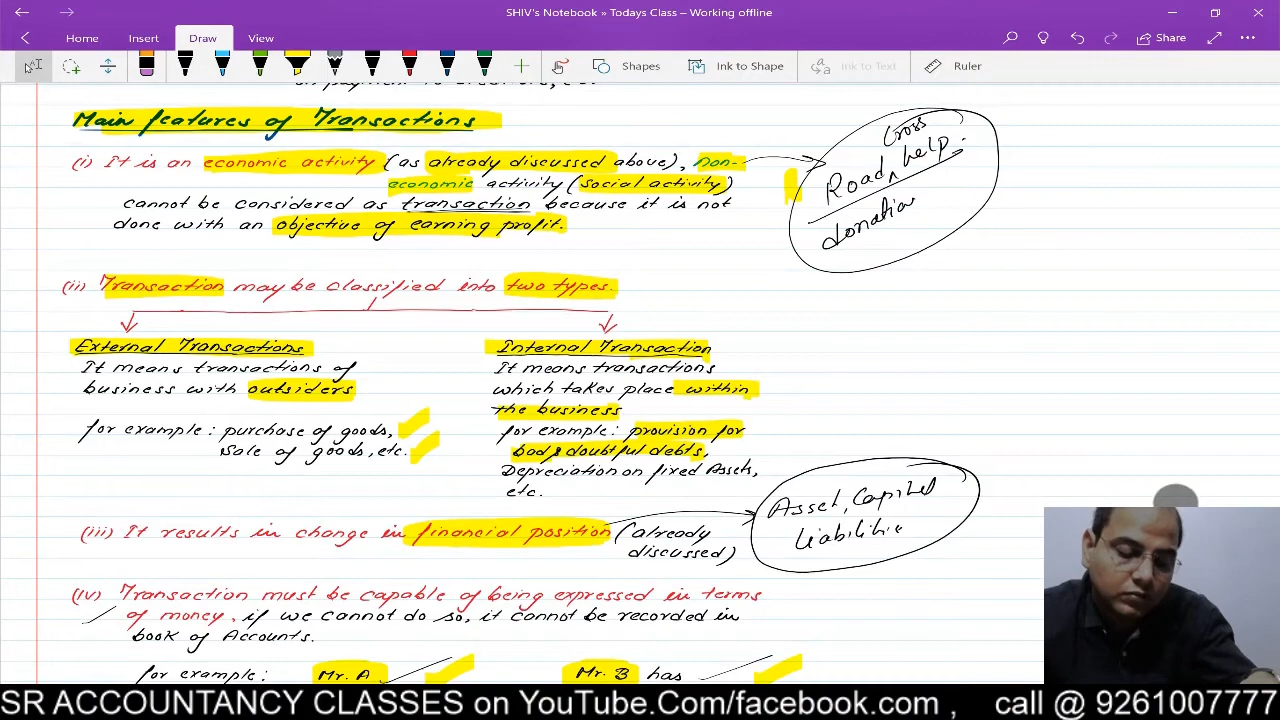 SHIV's Notebook » Todays Class – Working offline
Home Insert Draw View
Share
Shapes Ink to Shape Ink to Text Ruler
Main features of Transactions
(i) It is an economic activity (as already discussed above), non-
economic activity (social activity)
cannot be considered as transaction because it is not
done with an objective of earning profit.
Cross
Road help.
donation
(ii) Transaction may be classified into two types.
External Transactions
It means transactions of
business with outsiders
for example: purchase of goods,
Sale of goods, etc.
Internal Transaction
It means transactions
which takes place within
the business
for example: provision for
bad & doubtful debts,
Depreciation on fixed Assets,
etc.
(iii) It results in change in financial position (already
discussed)
Asset, Capital
Liabilitie
(iv) Transaction must be capable of being expressed in terms
of money. if we cannot do so, it cannot be recorded in
book of Accounts.
for example: Mr. A Mr. B has
SR ACCOUNTANCY CLASSES on YouTube.Com/facebook.com , call @ 9261007777